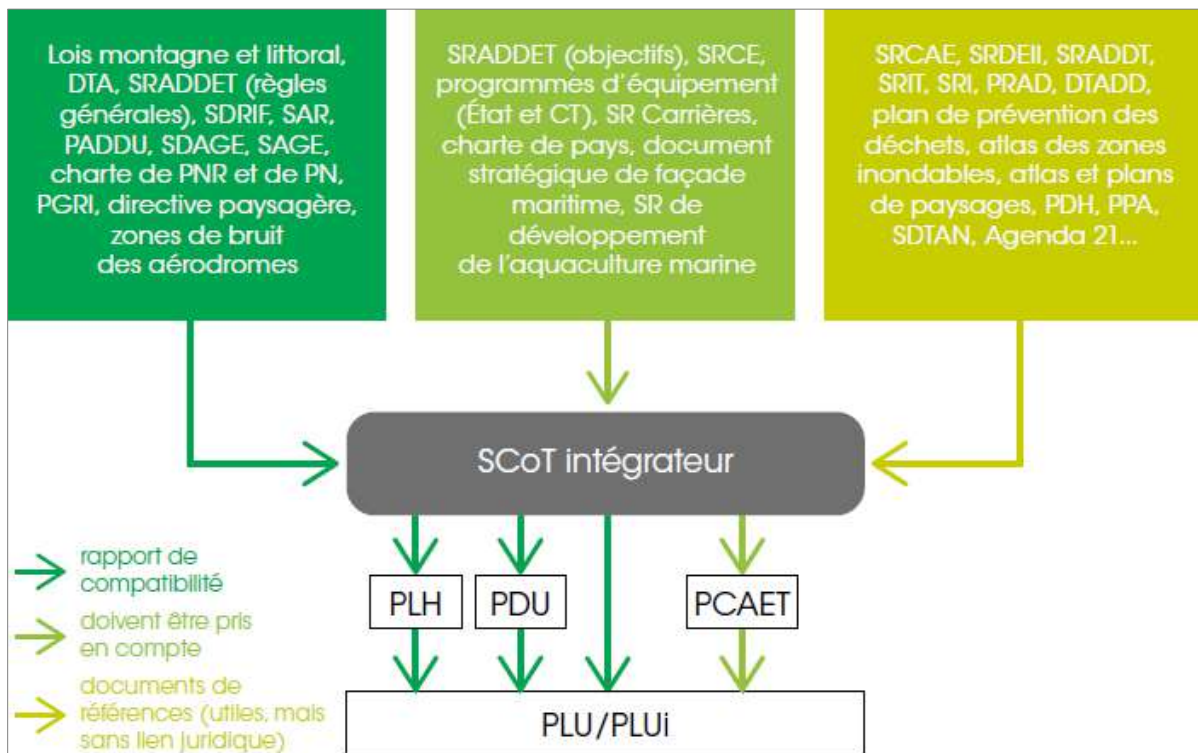 Lois montagne et littoral,
DTA, SRADDET (règles
générales), SDRIF, SAR,
PADDU, SDAGE, SAGE,
charte de PNR et de PN,
PGRI, directive paysagère,
zones de bruit
des aérodromes
SRADDET (objectifs), SRCE,
programmes d'équipement
(État et CT), SR Carrières,
charte de pays, document
stratégique de façade
maritime, SR de
développement
de l'aquaculture marine
SRCAE, SRDEII, SRADDT,
SRIT, SRI, PRAD, DTADD,
plan de prévention des
déchets, atlas des zones
inondables, atlas et plans
de paysages, PDH, PPA,
SDTAN, Agenda 21...
SCoT intégrateur
rapport de
compatibilité
doivent être pris
en compte
documents de
références (utiles, mais
sans lien juridique)
PLH
PDU
PCAET
PLU/PLUi